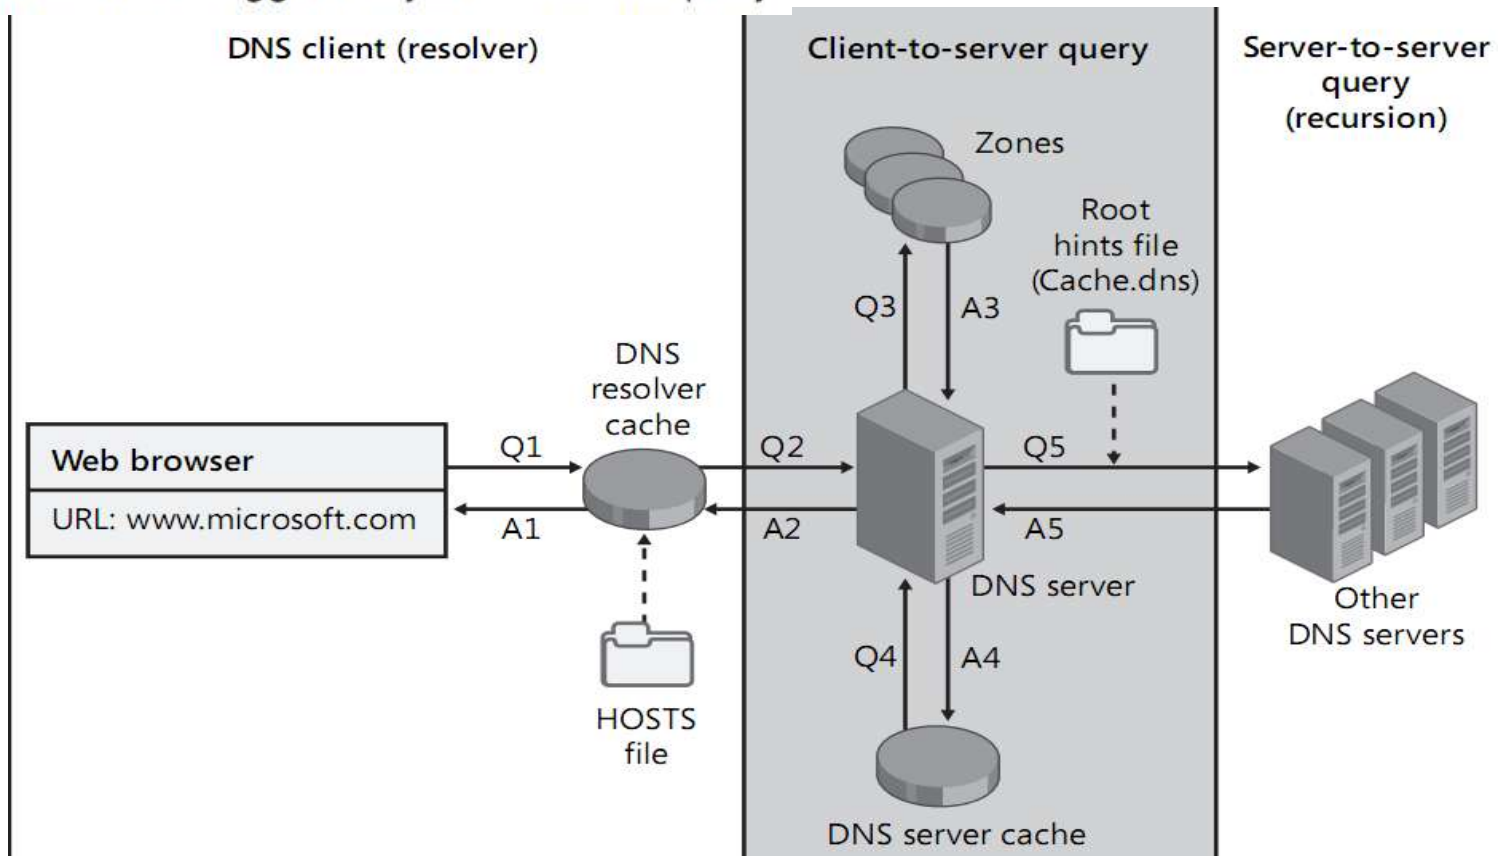 DNS client (resolver)
Client-to-server query
Server-to-server
query
(recursion)
Zones
Root
hints file
(Cache.dns)
Q3
A3
DNS
resolver
cache
Web browser
URL: www.microsoft.com
Q1
A1
Q2
A2
Q5
A5
DNS server
Other
DNS servers
HOSTS
file
Q4
A4
DNS server cache